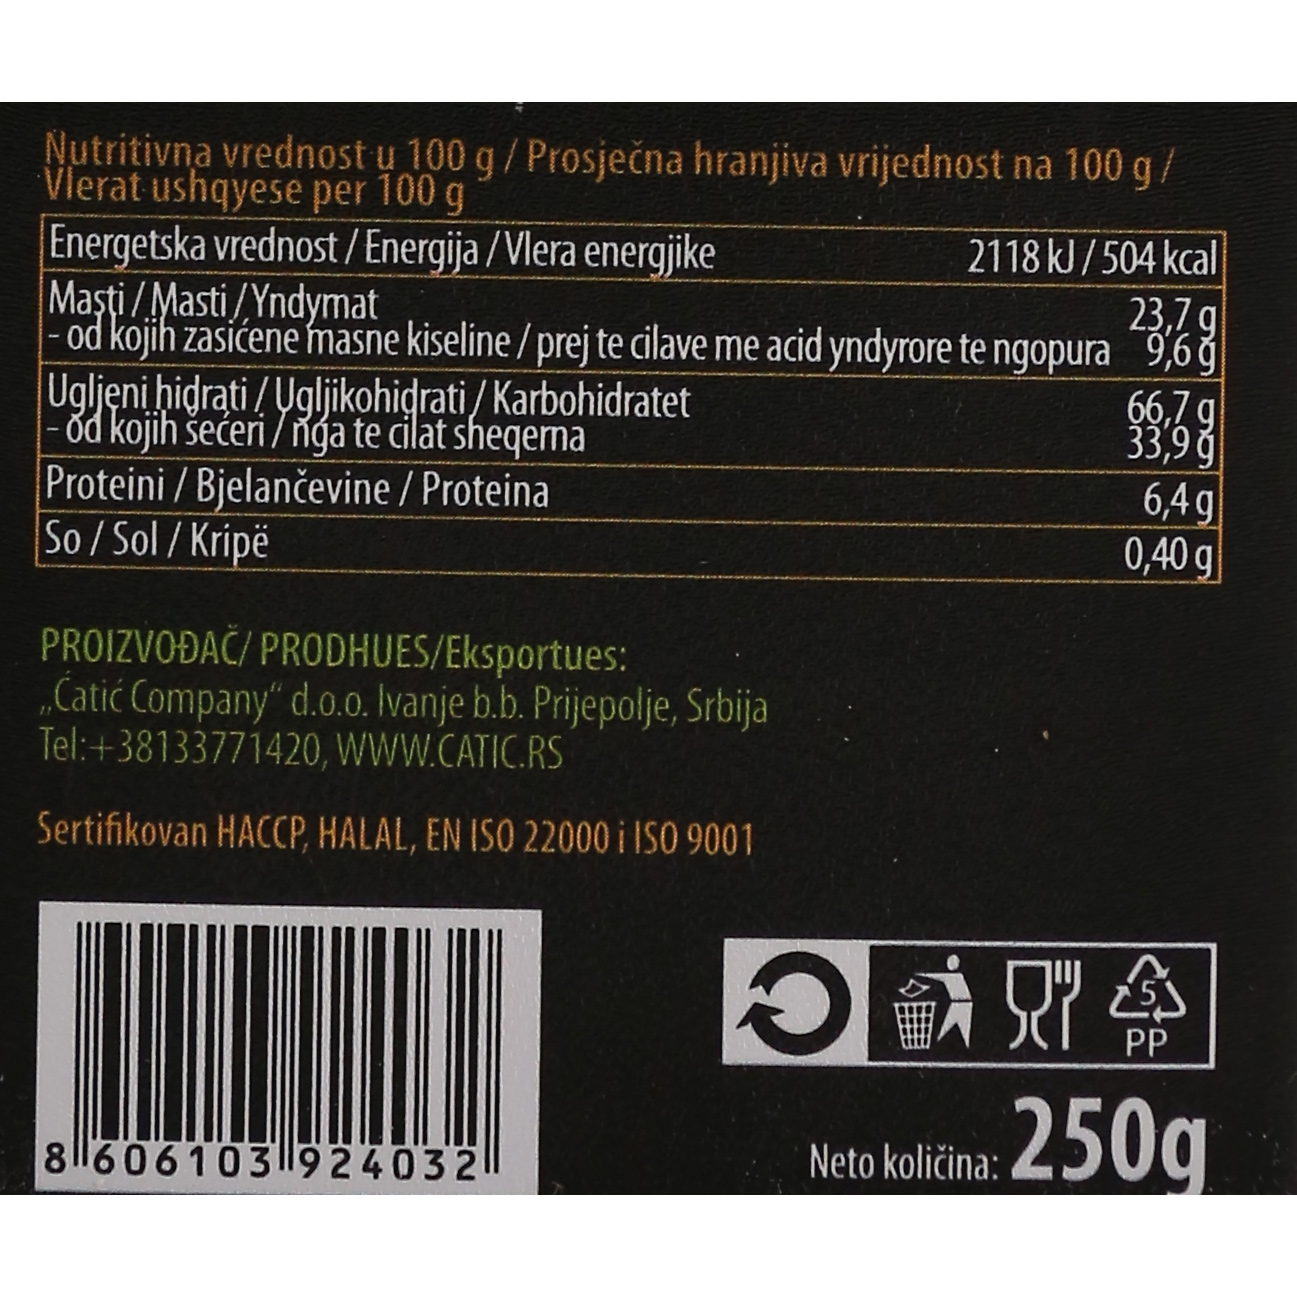 Nutritivna vrednost u 100 g / Prosječna hranjiva vrijednost na 100 g /
Vlerat ushqyese per 100 g
Energetska vrednost / Energija / Vlera energjike 2118 kJ / 504 kcal
Masti / Masti / Yndymat 23,7 g
- od kojih zasićene masne kiseline / prej te cilave me acid yndyrore te ngopura 9,6 g
Ugljeni hidrati / Ugljikohidrati / Karbohidratet 66,7 g
- od kojih šećeri / nga te cilat sheqerna 33,9 g
Proteini / Bjelančevine / Proteina 6,4 g
So / Sol / Kripë 0,40 g
PROIZVOĐAČ/ PRODHUES/Eksportues:
„Ćatić Company“ d.o.o. Ivanje b.b. Prijepolje, Srbija
Tel:+38133771420, WWW.CATIC.RS
Sertifikovan HACCP, HALAL, EN ISO 22000 i ISO 9001
8 606103 924032
5
PP
Neto količina: 250g